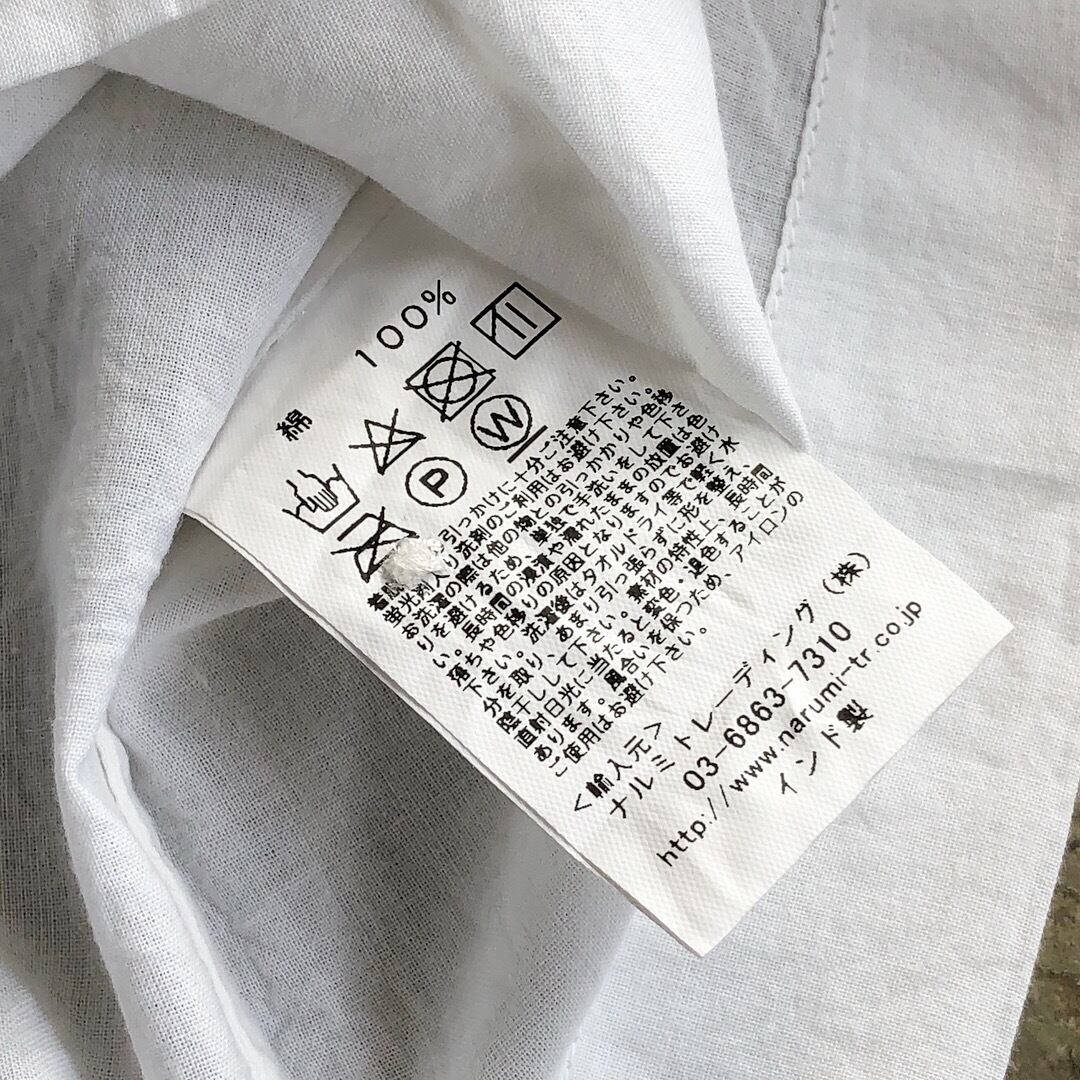 綿 100%
P W
引っかけに十分ご注意下さい。
蛍光剤入り洗剤のご利用はお避け下さい。
お洗濯の際は他の物との引っかかりや色移
りを避けるため、単独で手洗いをして下さ
い。長時間の浸漬や濡れたままの放置は色
落ちや色移りの原因となりますのでお避け
下さい。洗濯後はタオルドライ等で軽く水
分を取り、あまり引っ張らずに形を整え、
陰干しして下さい。素材の特性上、長時間
直射日光に当たると変色・退色することが
あります。風合いを保つため、アイロンの
ご使用はお避け下さい。
<輸入元>
ナルミトレーディング(株)
03-6863-7310
http://www.narumi-tr.co.jp
インド製